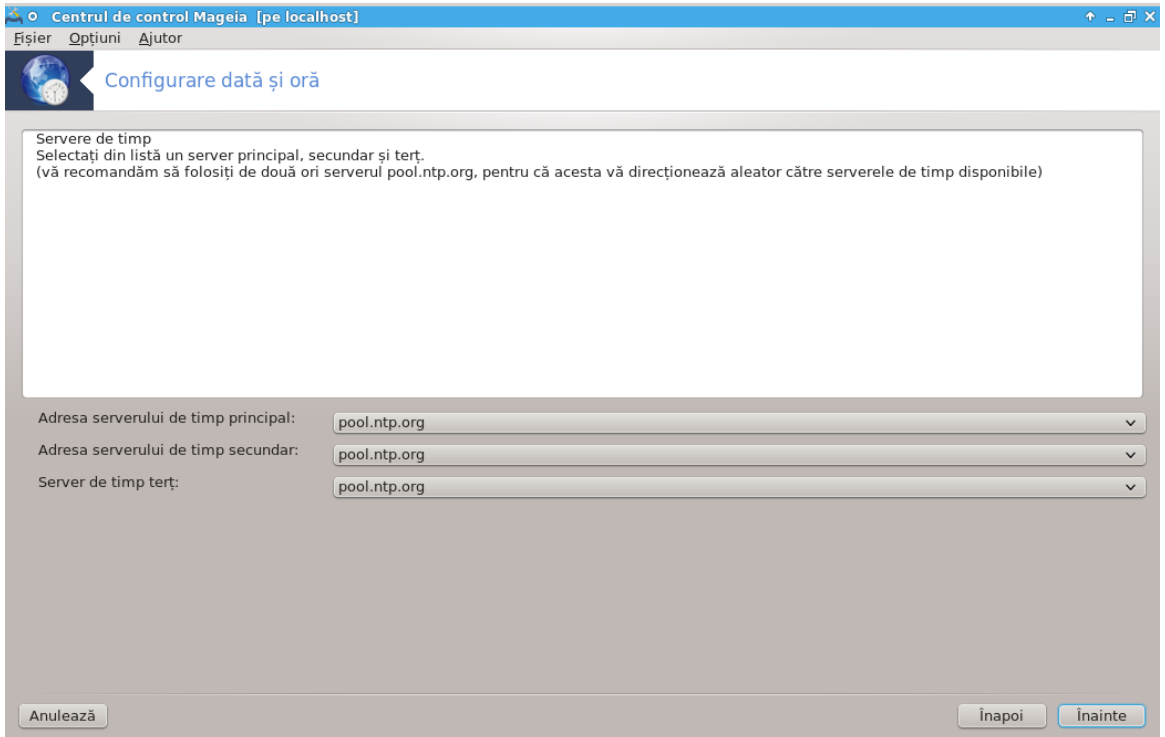 Centrul de control Mageia  [pe localhost]
Fișier Opțiuni Ajutor
Configurare dată și oră
Servere de timp
Selectați din listă un server principal, secundar și terț.
(vă recomandăm să folosiți de două ori serverul pool.ntp.org, pentru că acesta vă direcționează aleator către serverele de timp disponibile)
Adresa serverului de timp principal: pool.ntp.org
Adresa serverului de timp secundar: pool.ntp.org
Server de timp terț: pool.ntp.org
Anulează Înapoi Înainte